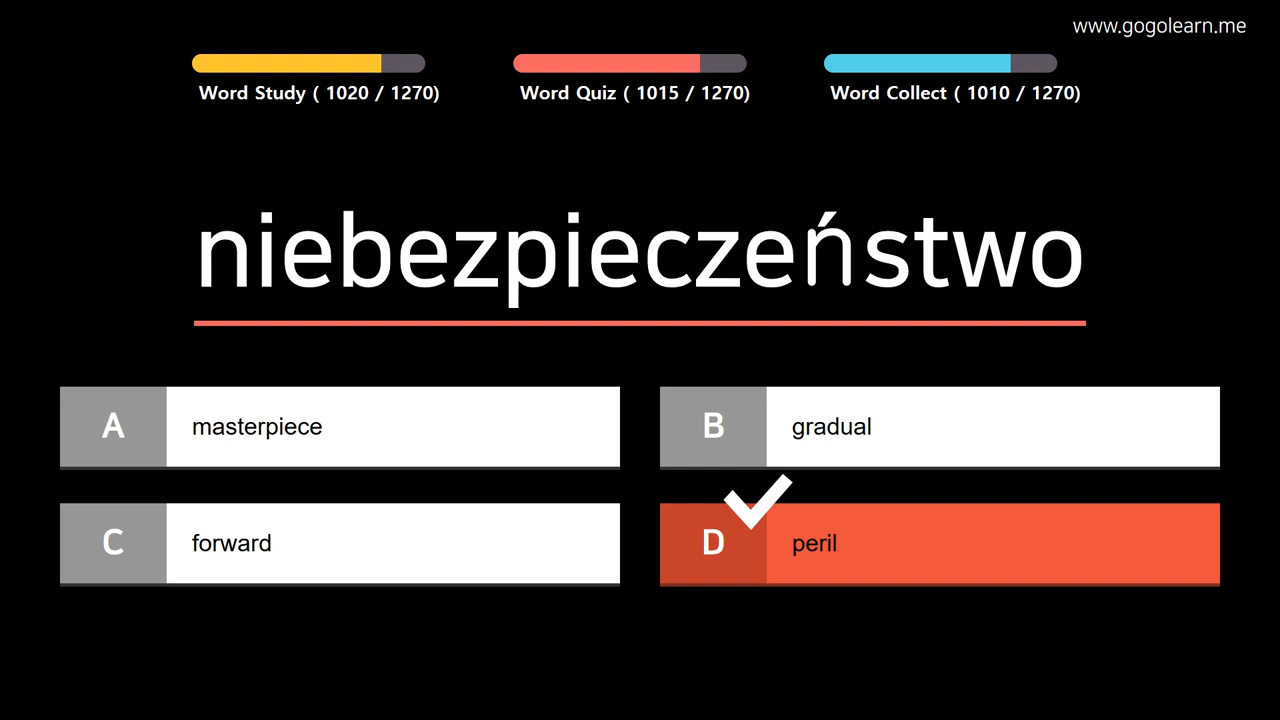 www.gogolearn.me
Word Study ( 1020 / 1270)
Word Quiz ( 1015 / 1270)
Word Collect ( 1010 / 1270)
niebezpieczeństwo
A masterpiece
B gradual
C forward
D peril